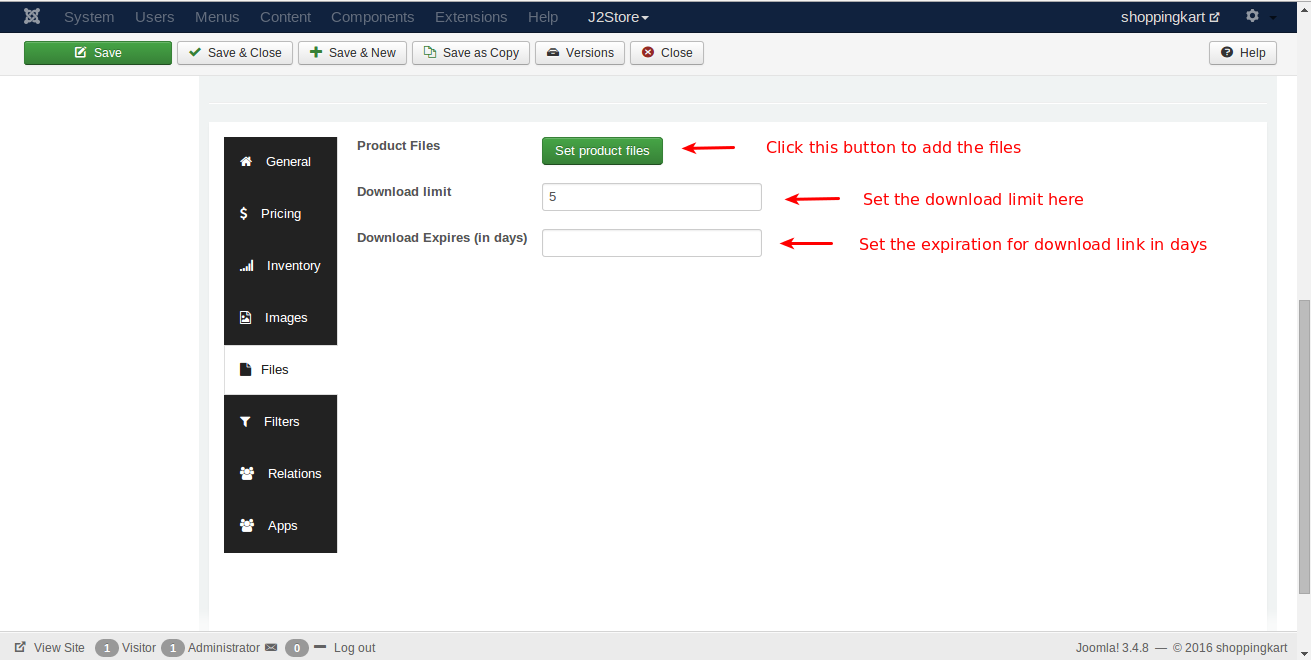 System Users Menus Content Components Extensions Help J2Store shoppingkart
Save Save & Close Save & New Save as Copy Versions Close Help
General
Pricing
Inventory
Images
Files
Filters
Relations
Apps
Product Files Set product files Click this button to add the files
Download limit 5 Set the download limit here
Download Expires (in days) Set the expiration for download link in days
View Site 1 Visitor 1 Administrator 0 Log out Joomla! 3.4.8 — © 2016 shoppingkart